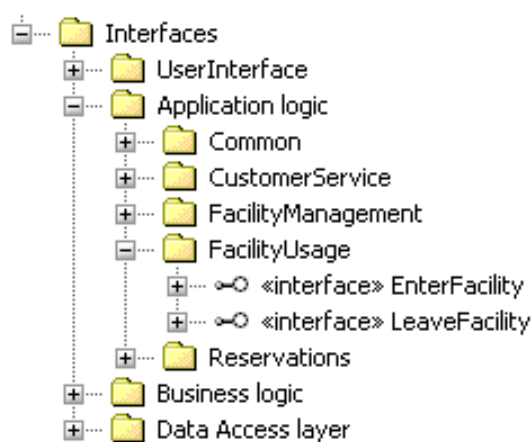 Interfaces
UserInterface
Application logic
Common
CustomerService
FacilityManagement
FacilityUsage
«interface» EnterFacility
«interface» LeaveFacility
Reservations
Business logic
Data Access layer